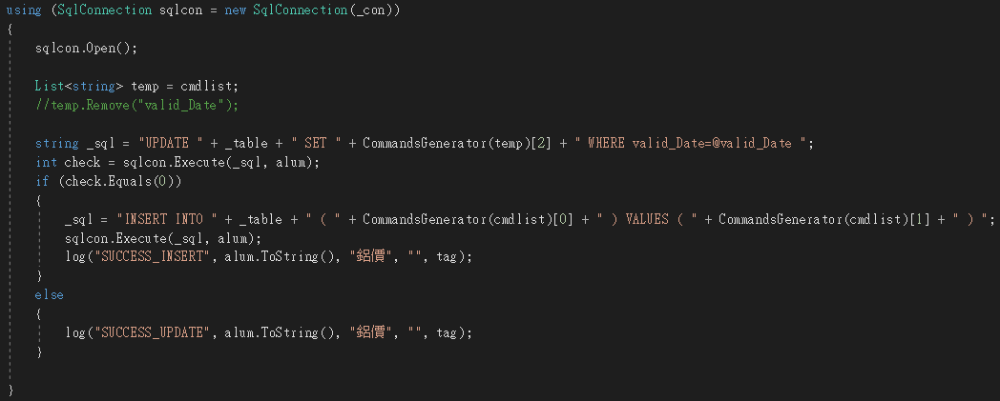 using (SqlConnection sqlcon = new SqlConnection(_con))
{
sqlcon.Open();
List<string> temp = cmdlist;
//temp.Remove("valid_Date");
string _sql = "UPDATE " + _table + " SET " + CommandsGenerator(temp)[2] + " WHERE valid_Date=@valid_Date ";
int check = sqlcon.Execute(_sql, alum);
if (check.Equals(0))
{
_sql = "INSERT INTO " + _table + " ( " + CommandsGenerator(cmdlist)[0] + " ) VALUES ( " + CommandsGenerator(cmdlist)[1] + " ) ";
sqlcon.Execute(_sql, alum);
log("SUCCESS_INSERT", alum.ToString(), "鋁價", "", tag);
}
else
{
log("SUCCESS_UPDATE", alum.ToString(), "鋁價", "", tag);
}
}